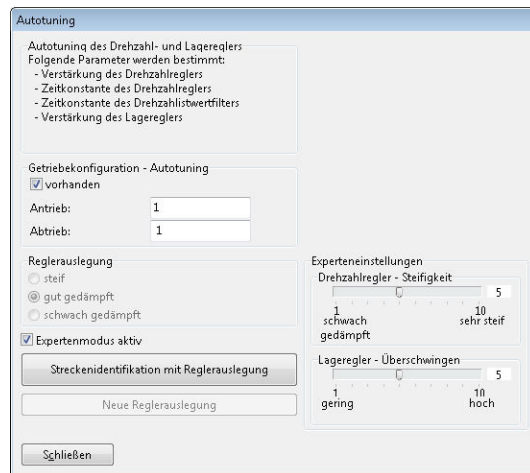 Autotuning
Autotuning des Drehzahl- und Lagereglers
Folgende Parameter werden bestimmt:
- Verstärkung des Drehzahlreglers
- Zeitkonstante des Drehzahlreglers
- Zeitkonstante des Drehzahlistwertfilters
- Verstärkung des Lagereglers
Getriebekonfiguration - Autotuning
vorhanden
Antrieb: 1
Abtrieb: 1
Reglerauslegung
steif
gut gedämpft
schwach gedämpft
Expertenmodus aktiv
Streckenidentifikation mit Reglerauslegung
Neue Reglerauslegung
Schließen
Experteneinstellungen
Drehzahlregler - Steifigkeit
5
1 10
schwach sehr steif
gedämpft
Lageregler - Überschwingen
5
1 10
gering hoch